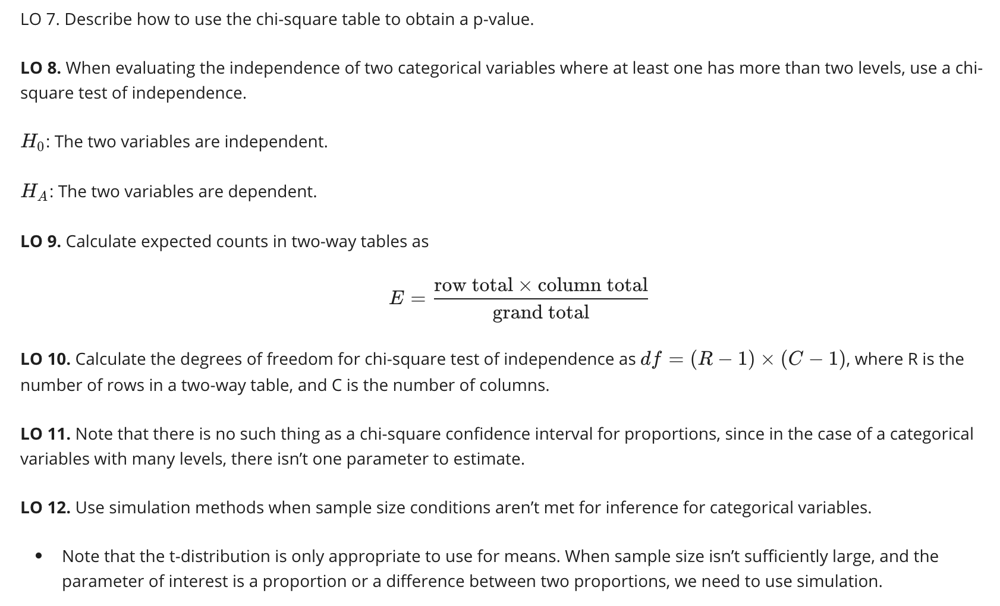 LO 7. Describe how to use the chi-square table to obtain a p-value.
LO 8. When evaluating the independence of two categorical variables where at least one has more than two levels, use a chi-
square test of independence.
H₀: The two variables are independent.
H_A: The two variables are dependent.
LO 9. Calculate expected counts in two-way tables as
E = \frac{row total × column total}{grand total}
LO 10. Calculate the degrees of freedom for chi-square test of independence as df = (R − 1) × (C − 1), where R is the
number of rows in a two-way table, and C is the number of columns.
LO 11. Note that there is no such thing as a chi-square confidence interval for proportions, since in the case of a categorical
variables with many levels, there isn’t one parameter to estimate.
LO 12. Use simulation methods when sample size conditions aren’t met for inference for categorical variables.
• Note that the t-distribution is only appropriate to use for means. When sample size isn’t sufficiently large, and the
parameter of interest is a proportion or a difference between two proportions, we need to use simulation.